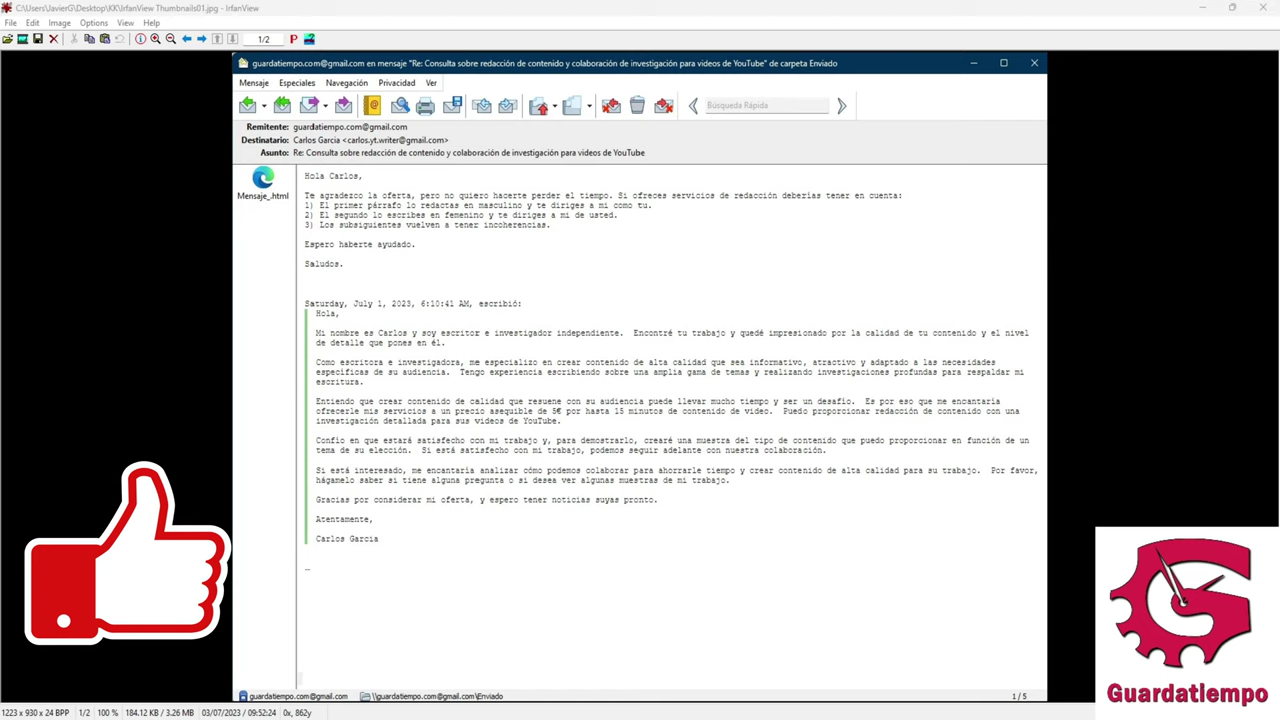 C:\Users\JavierG\Desktop\KK\IrfanView Thumbnails01.jpg - IrfanView
File Edit Image Options View Help
1/2
guardatiempo.com@gmail.com en mensaje "Re: Consulta sobre redacción de contenido y colaboración de investigación para videos de YouTube" de carpeta Enviado
Mensaje Especiales Navegación Privacidad Ver
Búsqueda Rápida
Remitente: guardatiempo.com@gmail.com
Destinatario: Carlos Garcia <carlos.yt.writer@gmail.com>
Asunto: Re: Consulta sobre redacción de contenido y colaboración de investigación para videos de YouTube
Mensaje_.html
Hola Carlos,
Te agradezco la oferta, pero no quiero hacerte perder el tiempo. Si ofreces servicios de redacción deberías tener en cuenta:
1) El primer párrafo lo redactas en masculino y te diriges a mi como tu.
2) El segundo lo escribes en femenino y te diriges a mi de usted.
3) Los subsiguientes vuelven a tener incoherencias.
Espero haberte ayudado.
Saludos.
Saturday, July 1, 2023, 6:10:41 AM, escribió:
Hola,
Mi nombre es Carlos y soy escritor e investigador independiente. Encontré tu trabajo y quedé impresionado por la calidad de tu contenido y el nivel
de detalle que pones en él.
Como escritora e investigadora, me especializo en crear contenido de alta calidad que sea informativo, atractivo y adaptado a las necesidades
específicas de su audiencia. Tengo experiencia escribiendo sobre una amplia gama de temas y realizando investigaciones profundas para respaldar mi
escritura.
Entiendo que crear contenido de calidad que resuene con su audiencia puede llevar mucho tiempo y ser un desafío. Es por eso que me encantaría
ofrecerle mis servicios a un precio asequible de 5€ por hasta 15 minutos de contenido de video. Puedo proporcionar redacción de contenido con una
investigación detallada para sus videos de YouTube.
Confío en que estará satisfecho con mi trabajo y, para demostrarlo, crearé una muestra del tipo de contenido que puedo proporcionar en función de un
tema de su elección. Si está satisfecho con mi trabajo, podemos seguir adelante con nuestra colaboración.
Si está interesado, me encantaría analizar cómo podemos colaborar para ahorrarle tiempo y crear contenido de alta calidad para su trabajo. Por favor,
hágamelo saber si tiene alguna pregunta o si desea ver algunas muestras de mi trabajo.
Gracias por considerar mi oferta, y espero tener noticias suyas pronto.
Atentamente,
Carlos Garcia
Guardatiempo
guardatiempo.com@gmail.com \\guardatiempo.com@gmail.com\Enviado 1 / 5
1223 x 930 x 24 BPP 1/2 100 % 184.12 KB / 3.26 MB 03/07/2023 / 09:52:24 0x, 862y